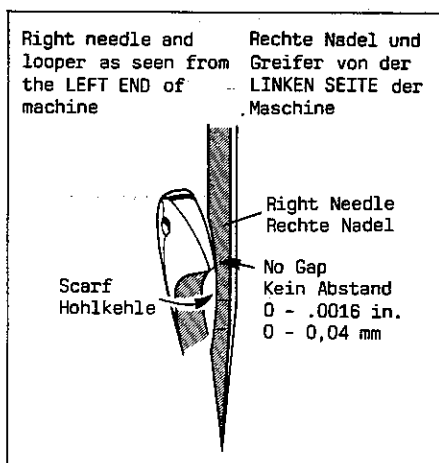 Right needle and
looper as seen from
the LEFT END of
machine
Rechte Nadel und
Greifer von der
LINKEN SEITE der
Maschine
Right Needle
Rechte Nadel
No Gap
Kein Abstand
0 - .0016 in.
0 - 0,04 mm
Scarf
Hohlkehle